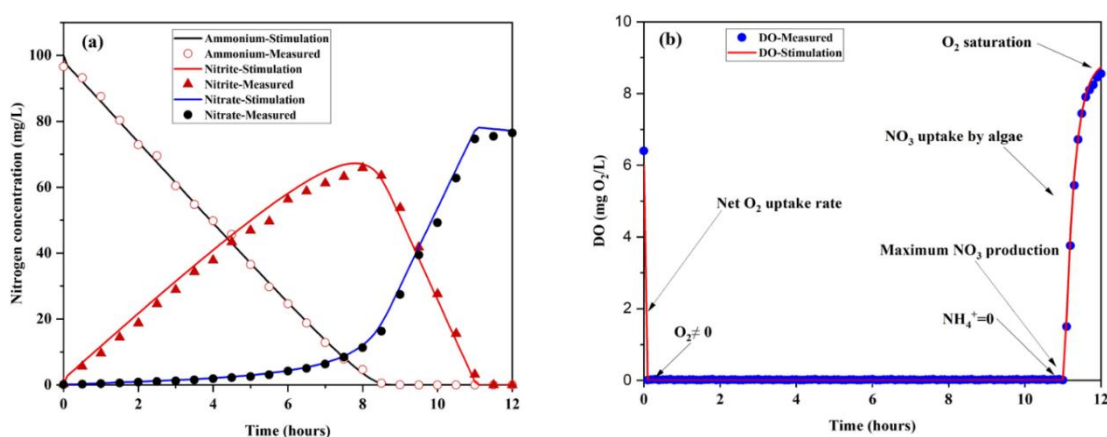 (a)
Ammonium-Stimulation
Ammonium-Measured
Nitrite-Stimulation
Nitrite-Measured
Nitrate-Stimulation
Nitrate-Measured
Nitrogen concentration (mg/L)
100
80
60
40
20
0
0 2 4 6 8 10 12
Time (hours)
(b)
DO-Measured
DO-Stimulation
O₂ saturation
NO₃ uptake by algae
Net O₂ uptake rate
Maximum NO₃ production
NH₄⁺=0
O₂≠ 0
DO (mg O₂/L)
10
8
6
4
2
0
0 2 4 6 8 10 12
Time (hours)